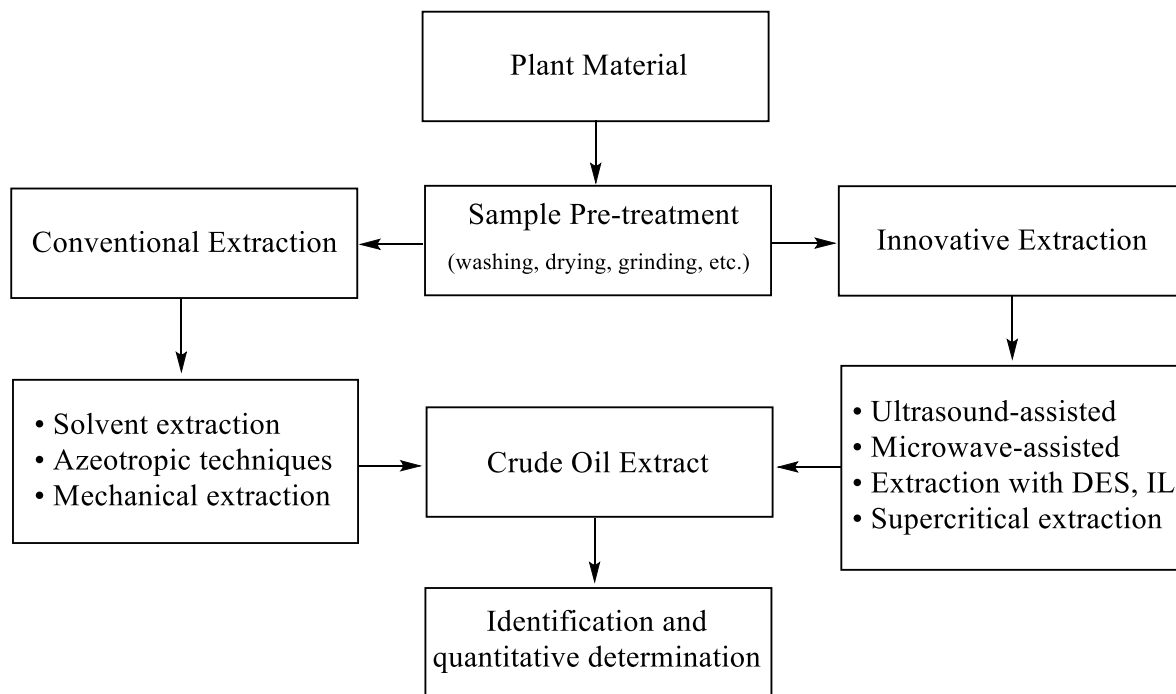 Plant Material
Sample Pre-treatment
(washing, drying, grinding, etc.)
Conventional Extraction
Innovative Extraction
• Solvent extraction
• Azeotropic techniques
• Mechanical extraction
Crude Oil Extract
• Ultrasound-assisted
• Microwave-assisted
• Extraction with DES, IL
• Supercritical extraction
Identification and
quantitative determination